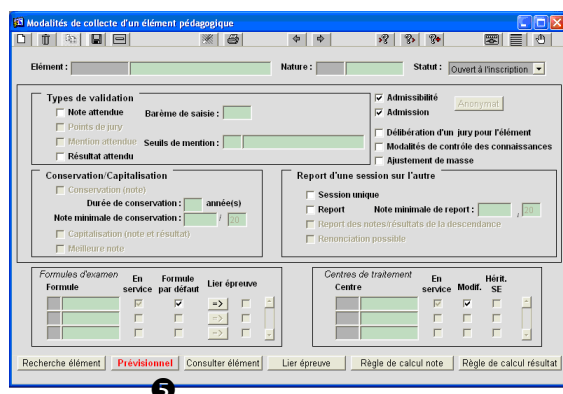 Modalités de collecte d'un élément pédagogique
Elément : Nature : Statut : Ouvert à l'inscription
Types de validation
Note attendue Barème de saisie :
Points de jury
Mention attendue Seuils de mention :
Résultat attendu
Admissibilité Anonymat
Admission
Délibération d'un jury pour l'élément
Modalités de contrôle des connaissances
Ajustement de masse
Conservation/Capitalisation
Conservation (note)
Durée de conservation : année(s)
Note minimale de conservation : / 20
Capitalisation (note et résultat)
Meilleure note
Report d'une session sur l'autre
Session unique
Report Note minimale de report : / 20
Report des notes/résultats de la descendance
Renonciation possible
Formules d'examen
Formule En service Formule par défaut Lier épreuve
=>
=>
=>
Centres de traitement
Centre En service Modif. Hérit. SE
Recherche élément Prévisionnel Consulter élément Lier épreuve Règle de calcul note Règle de calcul résultat
❺